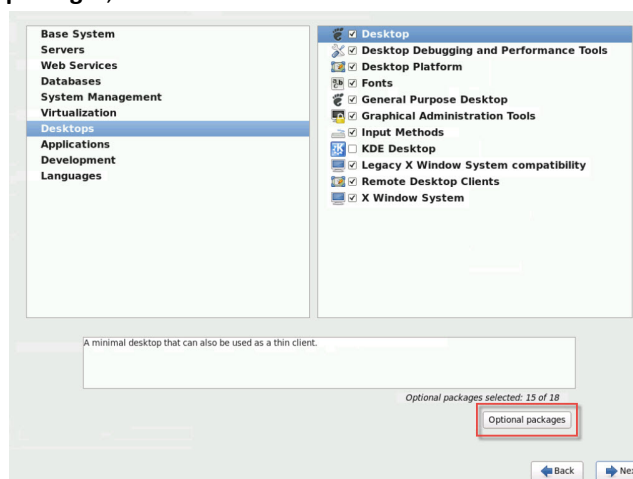 Base System
Servers
Web Services
Databases
System Management
Virtualization
Desktops
Applications
Development
Languages
Desktop
Desktop Debugging and Performance Tools
Desktop Platform
Fonts
General Purpose Desktop
Graphical Administration Tools
Input Methods
KDE Desktop
Legacy X Window System compatibility
Remote Desktop Clients
X Window System
A minimal desktop that can also be used as a thin client.
Optional packages selected: 15 of 18
Optional packages
Back